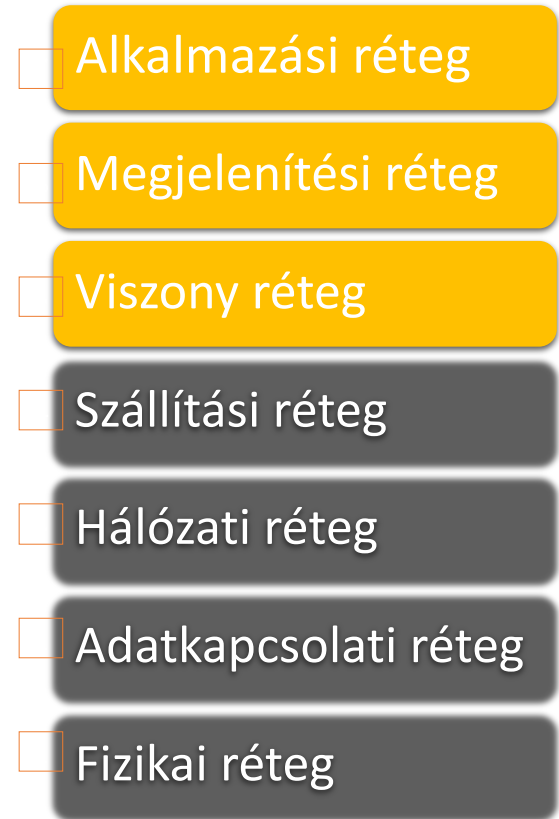 Alkalmazási réteg
Megjelenítési réteg
Viszony réteg
Szállítási réteg
Hálózati réteg
Adatkapcsolati réteg
Fizikai réteg